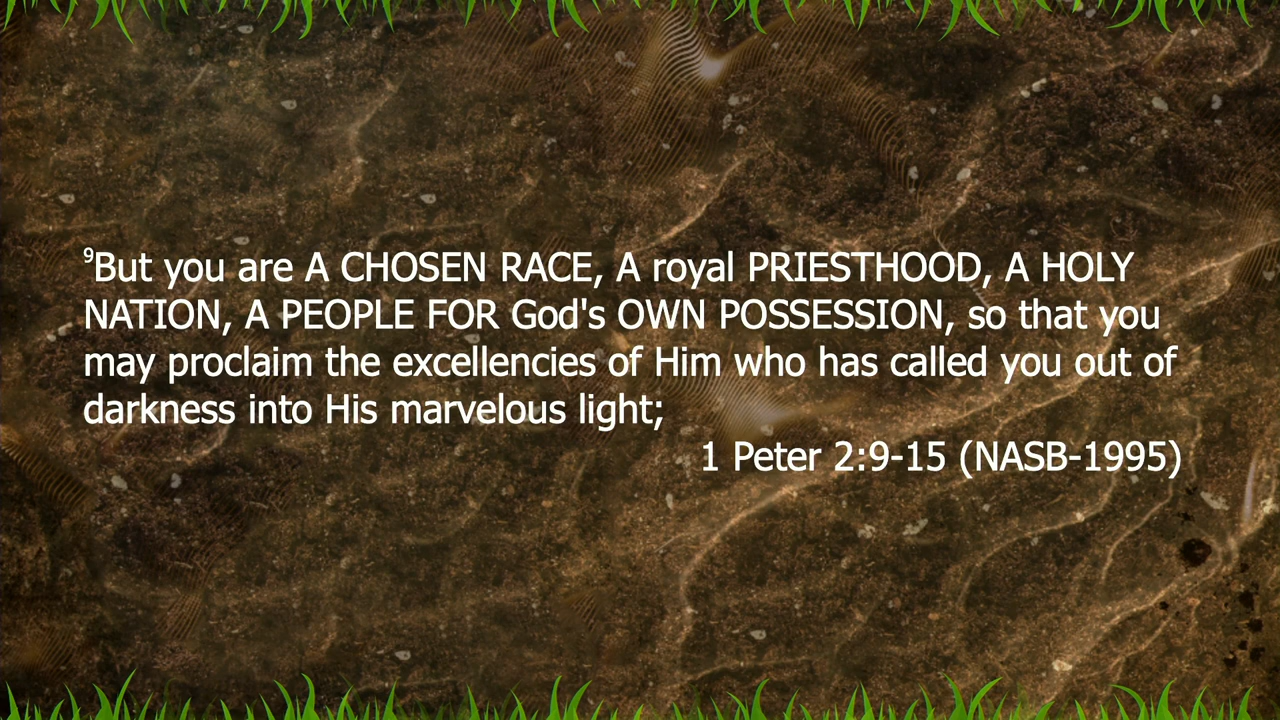 ⁹But you are A CHOSEN RACE, A royal PRIESTHOOD, A HOLY
NATION, A PEOPLE FOR God's OWN POSSESSION, so that you
may proclaim the excellencies of Him who has called you out of
darkness into His marvelous light;
1 Peter 2:9-15 (NASB-1995)